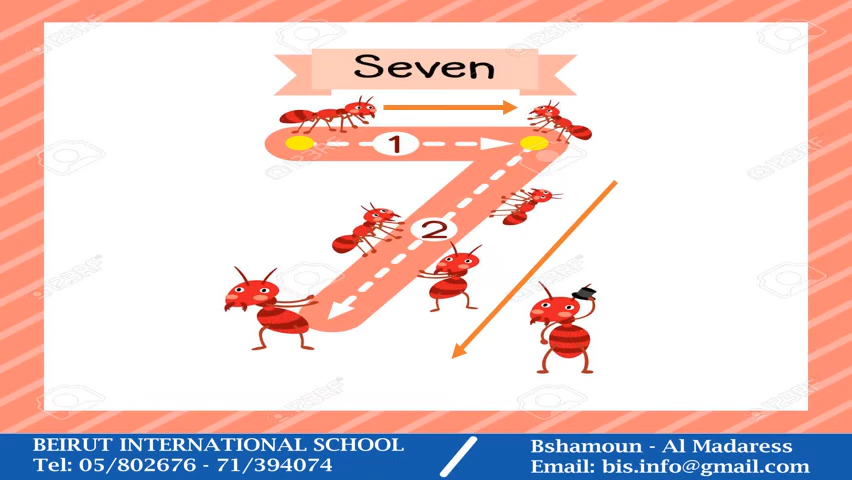 Seven
1
2
BEIRUT INTERNATIONAL SCHOOL
Tel: 05/802676 - 71/394074
Bshamoun - Al Madaress
Email: bis.info@gmail.com